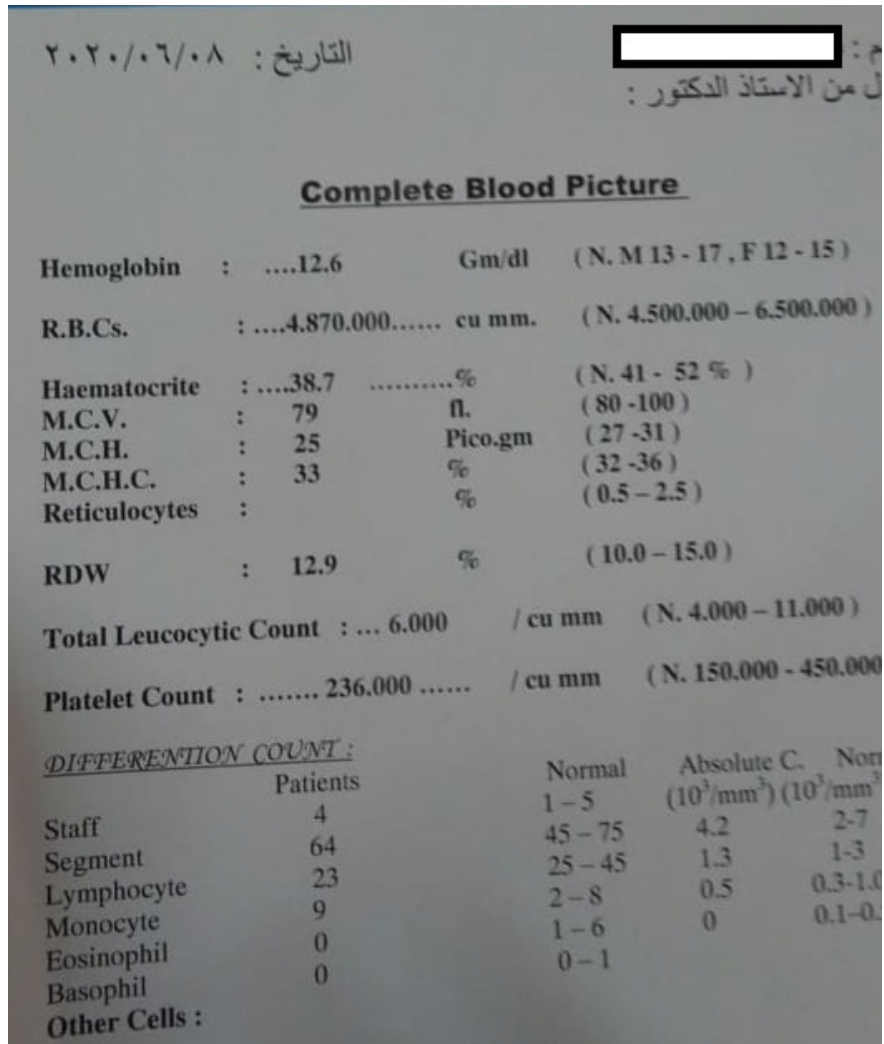 التاريخ : ٢٠٢٠/٠٦/٠٨
م :
ل من الاستاذ الدكتور :
Complete Blood Picture
Hemoglobin : ....12.6 Gm/dl ( N. M 13 - 17 , F 12 - 15 )
R.B.Cs. : ....4.870.000...... cu mm. ( N. 4.500.000 – 6.500.000 )
Haematocrite : ....38.7 ..........% ( N. 41 - 52 % )
M.C.V. : 79 fl. ( 80 -100 )
M.C.H. : 25 Pico.gm ( 27 -31 )
M.C.H.C. : 33 % ( 32 -36 )
Reticulocytes : % ( 0.5 – 2.5 )
RDW : 12.9 % ( 10.0 – 15.0 )
Total Leucocytic Count : ... 6.000 / cu mm ( N. 4.000 – 11.000 )
Platelet Count : ....... 236.000 ...... / cu mm ( N. 150.000 - 450.000
DIFFERENTION COUNT :
Patients Normal Absolute C. Norm
Staff 4 1 – 5 (10³/mm³) (10³/mm³
Segment 64 45 – 75 4.2 2-7
Lymphocyte 23 25 – 45 1.3 1-3
Monocyte 9 2 – 8 0.5 0.3-1.0
Eosinophil 0 1 – 6 0 0.1–0.
Basophil 0 0 – 1
Other Cells :